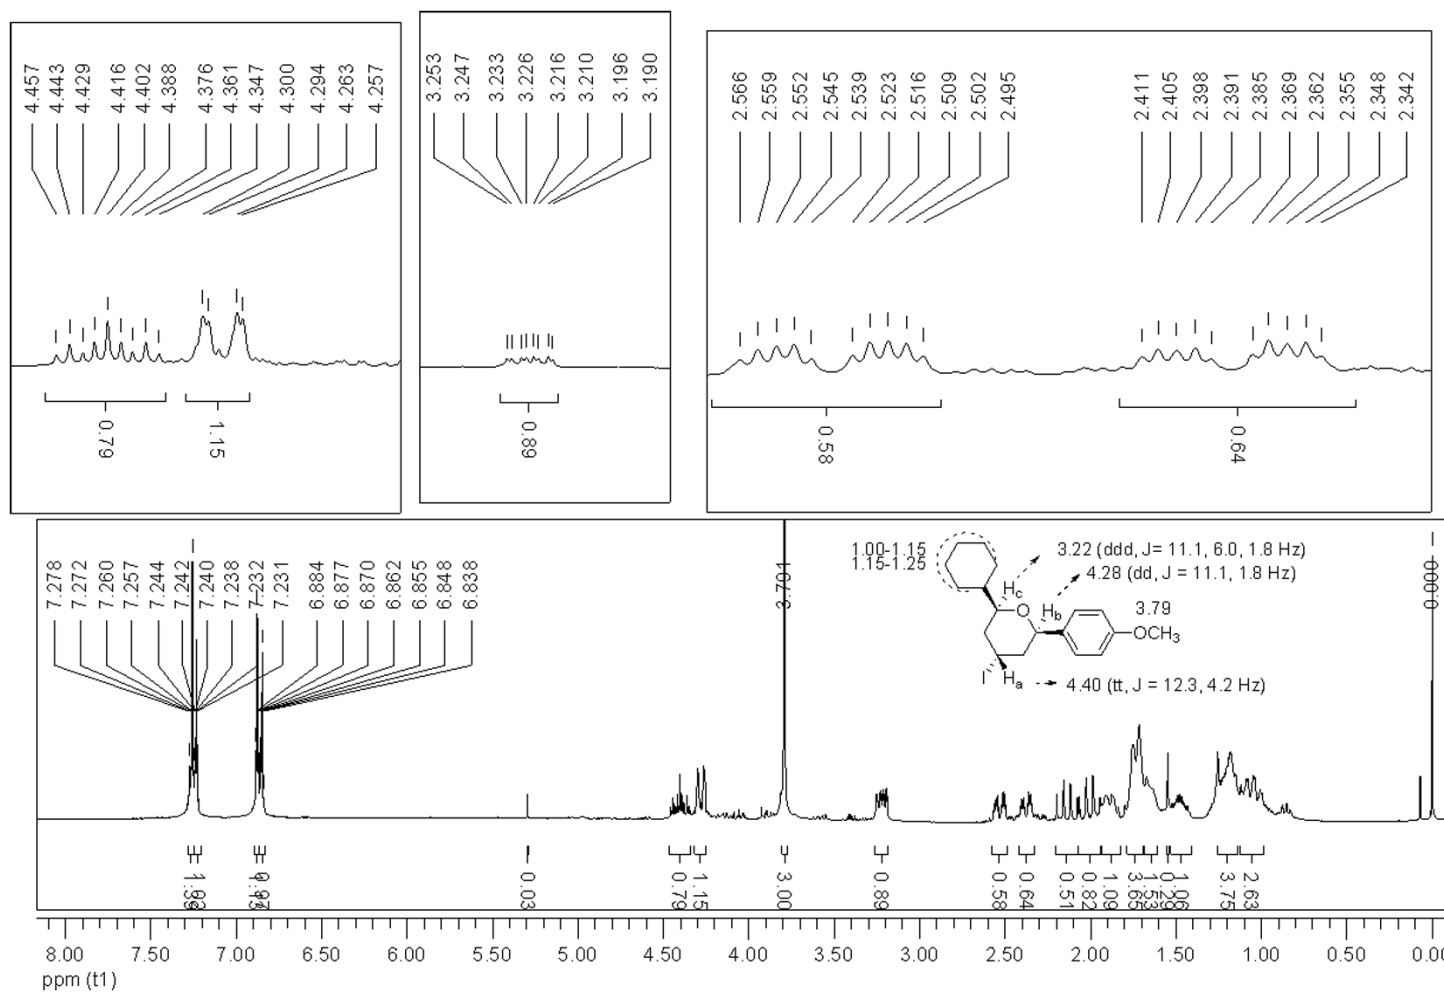 4.457 4.443 4.429 4.416 4.402 4.388 4.376 4.361 4.347 4.300 4.294 4.263 4.257
0.79 1.15
3.253 3.247 3.233 3.226 3.216 3.210 3.196 3.190
0.89
2.566 2.559 2.552 2.545 2.539 2.523 2.516 2.509 2.502 2.495
2.411 2.405 2.398 2.391 2.385 2.369 2.362 2.355 2.348 2.342
0.58 0.64
7.278 7.272 7.260 7.257 7.244 7.242 7.240 7.238 7.232 7.231 6.884 6.877 6.870 6.862 6.855 6.848 6.838
3.791
0.000
1.00-1.15
1.15-1.25
3.22 (ddd, J= 11.1, 6.0, 1.8 Hz)
4.28 (dd, J = 11.1, 1.8 Hz)
Hc
O
Hb
3.79
OCH3
I
Ha
4.40 (tt, J = 12.3, 4.2 Hz)
0.03 0.79 1.15 3.00 0.89 0.58 0.64 0.51 0.82 1.09 3.65 1.53 1.06 3.75 2.63
8.00 7.50 7.00 6.50 6.00 5.50 5.00 4.50 4.00 3.50 3.00 2.50 2.00 1.50 1.00 0.50
ppm (t1)